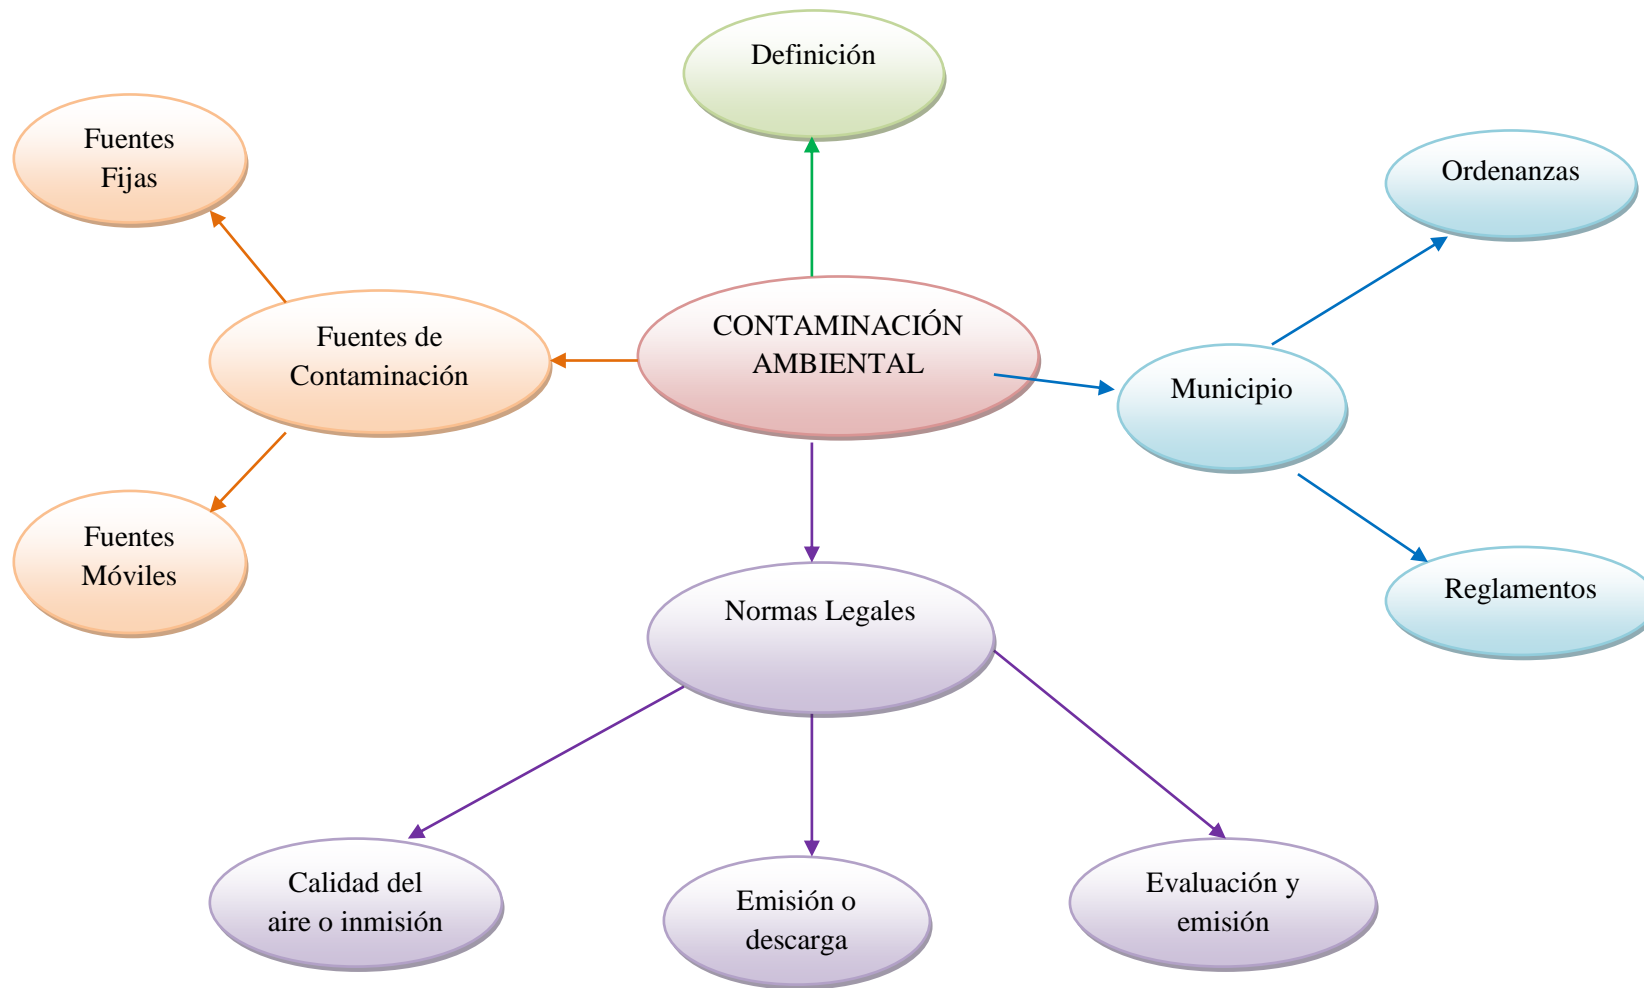 Definición
Fuentes
Fijas
Ordenanzas
CONTAMINACIÓN
AMBIENTAL
Fuentes de
Contaminación
Municipio
Fuentes
Móviles
Reglamentos
Normas Legales
Calidad del
aire o inmisión
Emisión o
descarga
Evaluación y
emisión